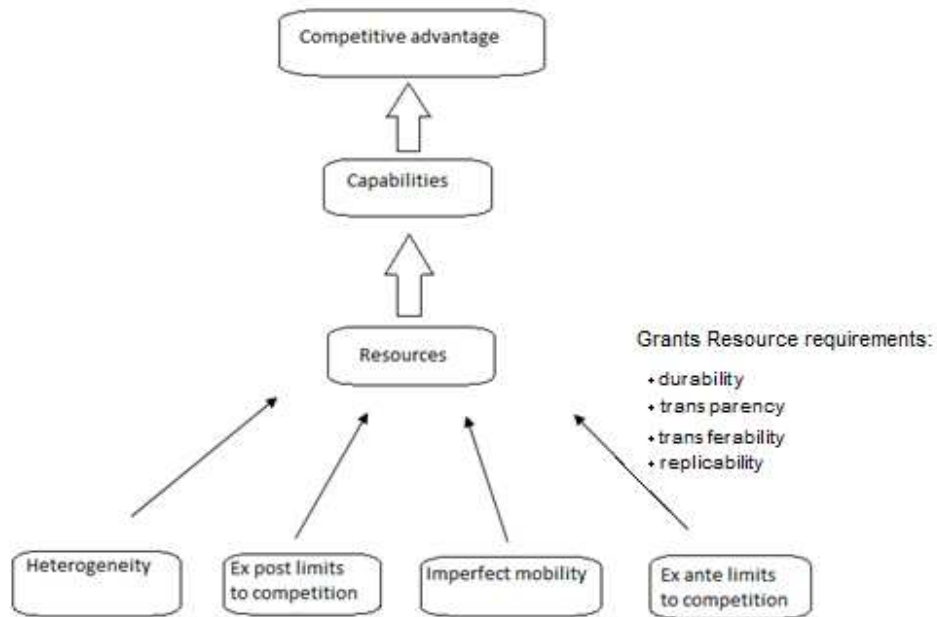 Competitive advantage
Capabilities
Resources
Grants Resource requirements:
• durability
• trans parency
• trans ferability
• replicability
Heterogeneity
Ex post limits
to competition
Imperfect mobility
Ex ante limits
to competition